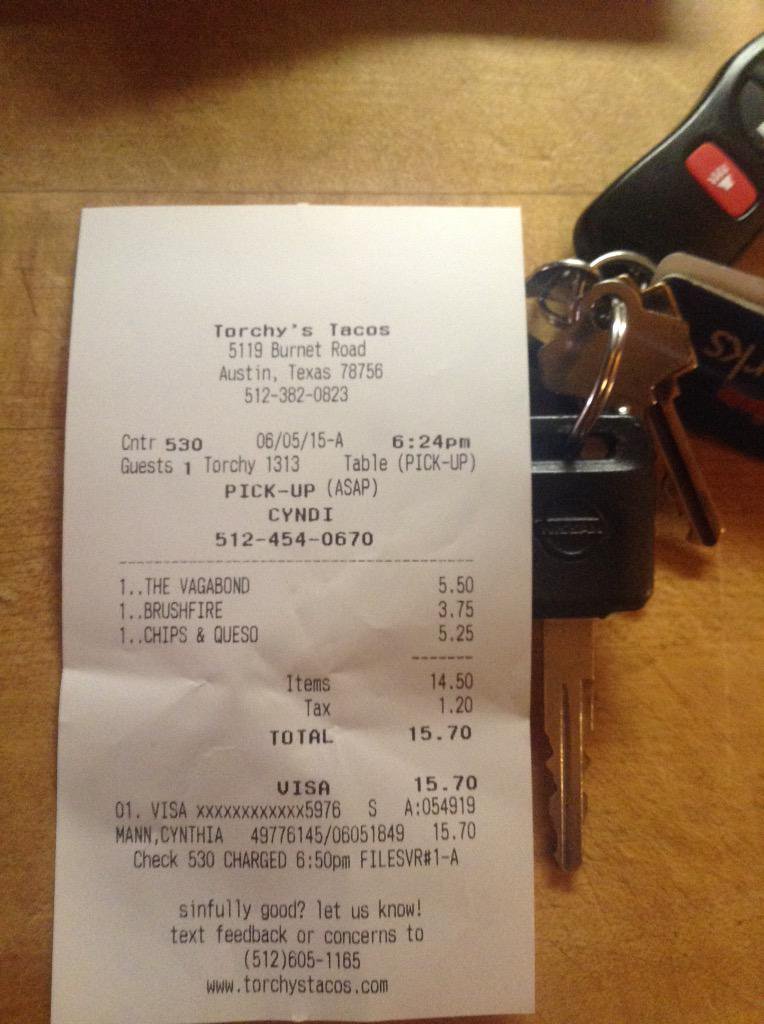 Torchy's Tacos
5119 Burnet Road
Austin, Texas 78756
512-382-0823
Cntr 530 06/05/15-A 6:24pm
Guests 1 Torchy 1313 Table (PICK-UP)
PICK-UP (ASAP)
CYNDI
512-454-0670
1..THE VAGABOND 5.50
1..BRUSHFIRE 3.75
1..CHIPS & QUESO 5.25
Items 14.50
Tax 1.20
TOTAL 15.70
VISA 15.70
01. VISA xxxxxxxxxxxx5976 S A:054919
MANN,CYNTHIA 49776145/06051849 15.70
Check 530 CHARGED 6:50pm FILESVR#1-A
sinfully good? let us know!
text feedback or concerns to
(512)605-1165
www.torchystacos.com
NISSAN